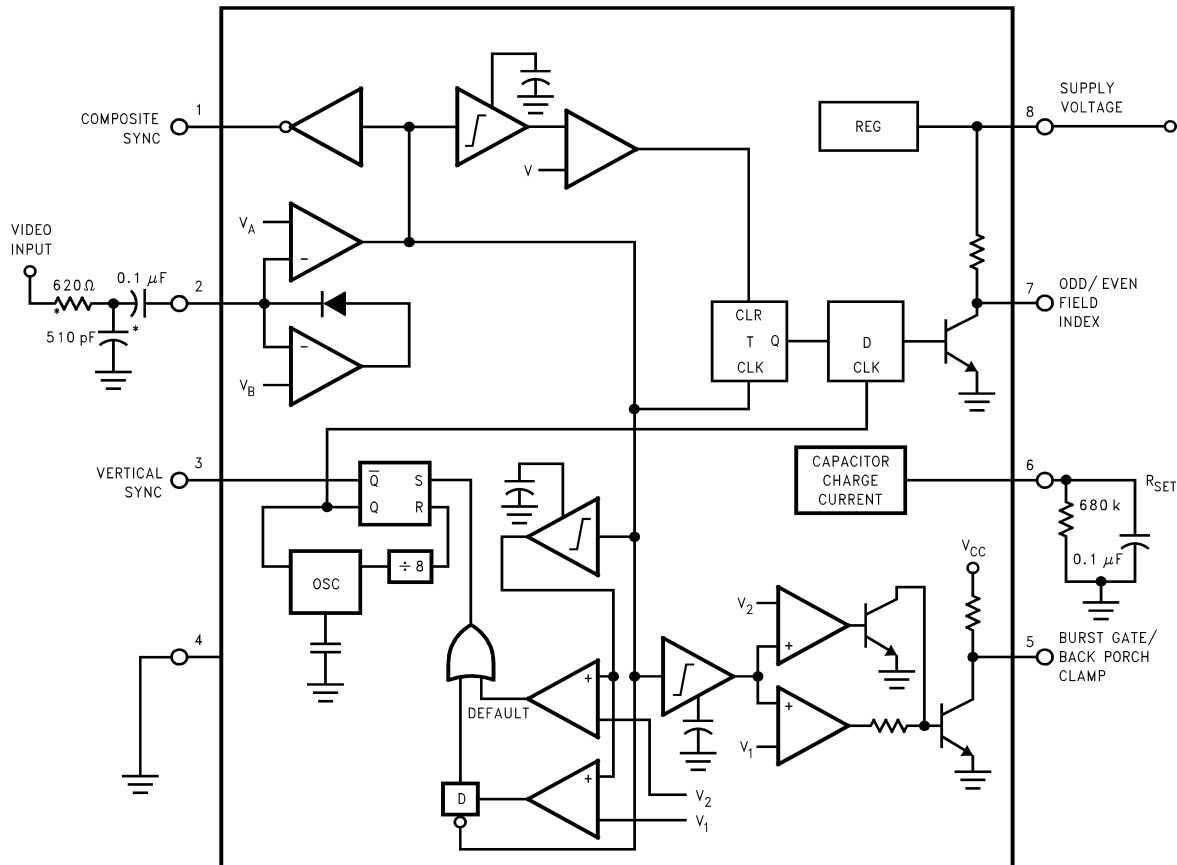 COMPOSITE
SYNC
1
V
REG
8
SUPPLY
VOLTAGE
VIDEO
INPUT
620Ω
*
0.1 µF
510 pF
*
2
V_A
−
−
V_B
CLR
T Q
CLK
D
CLK
7
ODD/EVEN
FIELD
INDEX
VERTICAL
SYNC
3
Q̅ S
Q R
OSC
÷ 8
CAPACITOR
CHARGE
CURRENT
6
R_SET
680 k
0.1 µF
4
DEFAULT
+
+
D
V_2
V_1
V_2
+
+
V_1
V_CC
5
BURST GATE/
BACK PORCH
CLAMP